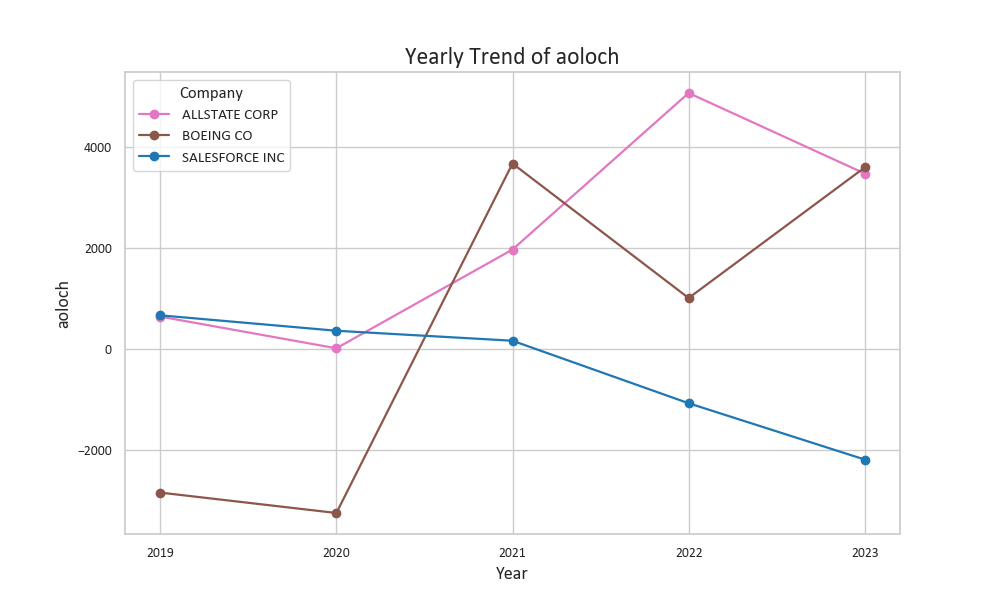 Yearly Trend of aoloch
Company
ALLSTATE CORP
BOEING CO
SALESFORCE INC
aoloch
4000
2000
0
−2000
2019 2020 2021 2022 2023
Year